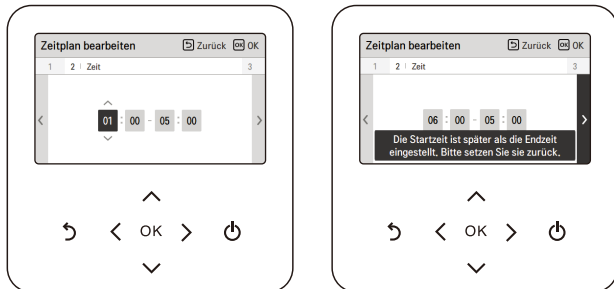 Zeitplan bearbeiten Zurück OK OK
1 2 Zeit 3
01 : 00 - 05 : 00
OK
Zeitplan bearbeiten Zurück OK OK
1 2 Zeit 3
06 : 00 - 05 : 00
Die Startzeit ist später als die Endzeit
eingestellt. Bitte setzen Sie sie zurück.
OK